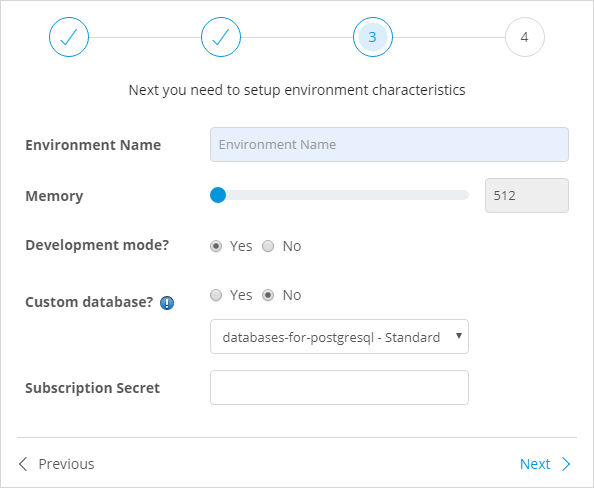 3
4
Next you need to setup environment characteristics
Environment Name
Environment Name
Memory
512
Development mode?
Yes
No
Custom database?
Yes
No
databases-for-postgresql - Standard
Subscription Secret
Previous
Next